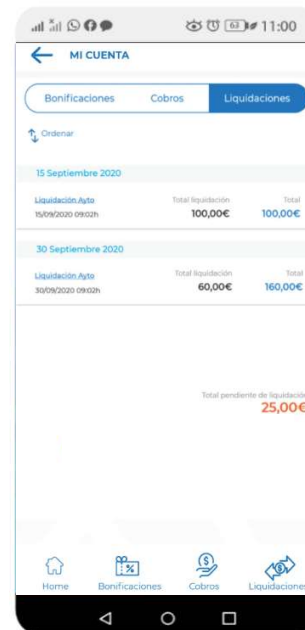 63 11:00
MI CUENTA
Bonificaciones Cobros Liquidaciones
Ordenar
15 Septiembre 2020
Liquidación Ayto Total liquidación Total
15/09/2020 09:02h 100,00€ 100,00€
30 Septiembre 2020
Liquidación Ayto Total liquidación Total
30/09/2020 09:02h 60,00€ 160,00€
Total pendiente de liquidación
25,00€
Home Bonificaciones Cobros Liquidaciones